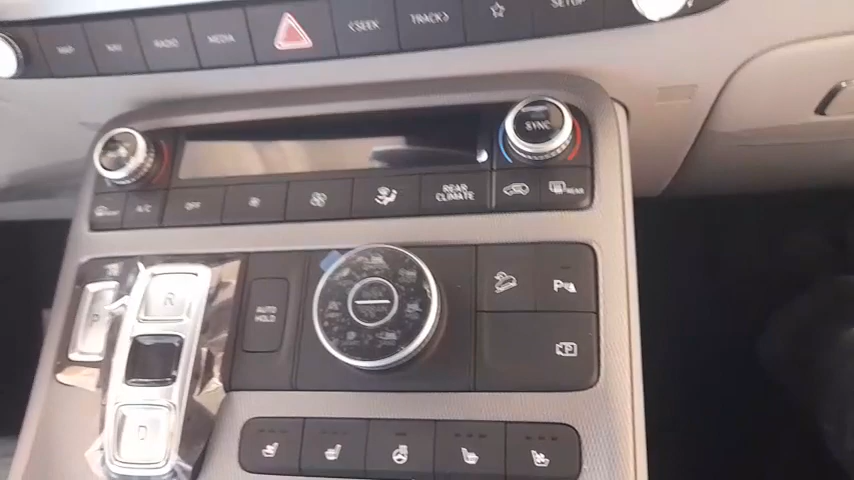 MAP NAV RADIO MEDIA <SEEK TRACK> SETUP
SYNC
A/C OFF REAR
CLIMATE REAR
P R
AUTO
HOLD
P
D
P